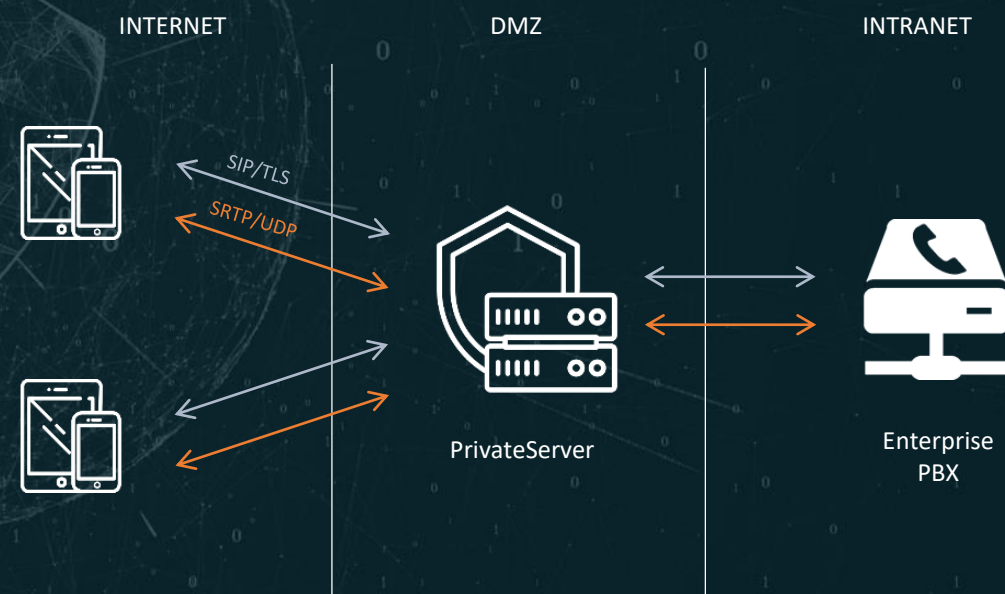 INTERNET
DMZ
INTRANET
SIP/TLS
SRTP/UDP
PrivateServer
Enterprise
PBX